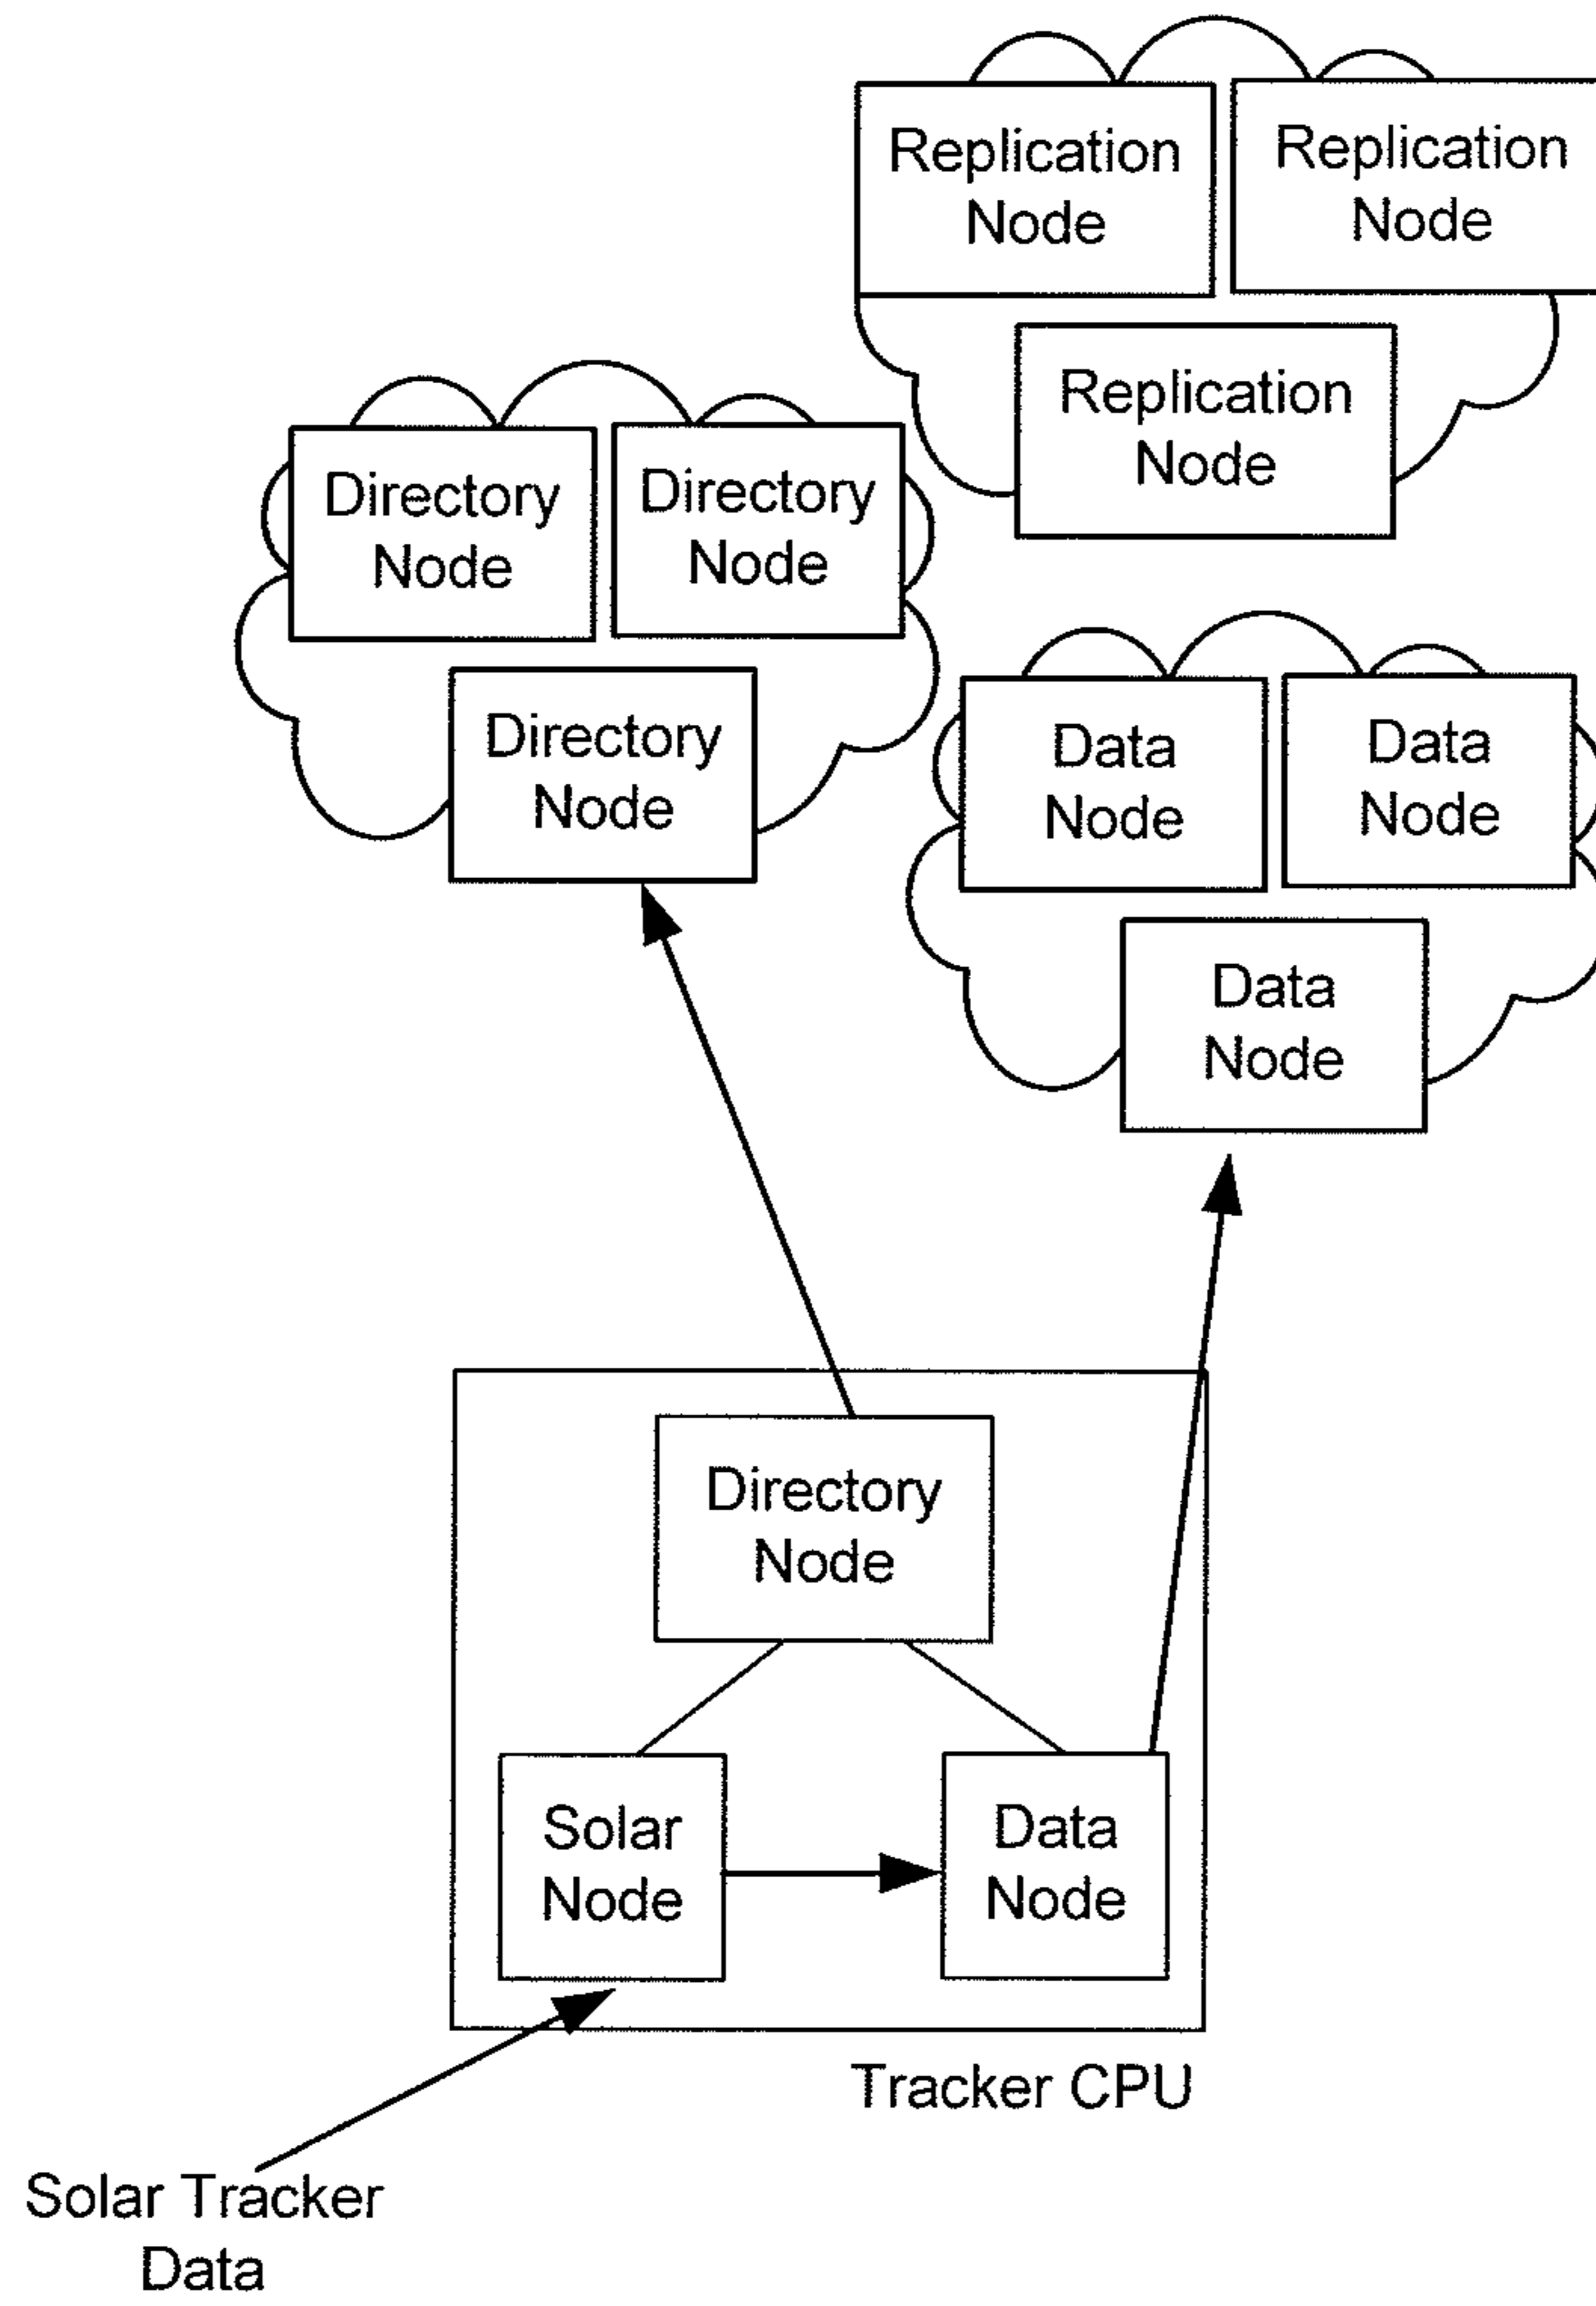 Replication
Node
Replication
Node
Replication
Node
Directory
Node
Directory
Node
Directory
Node
Data
Node
Data
Node
Data
Node
Directory
Node
Solar
Node
Data
Node
Tracker CPU
Solar Tracker
Data